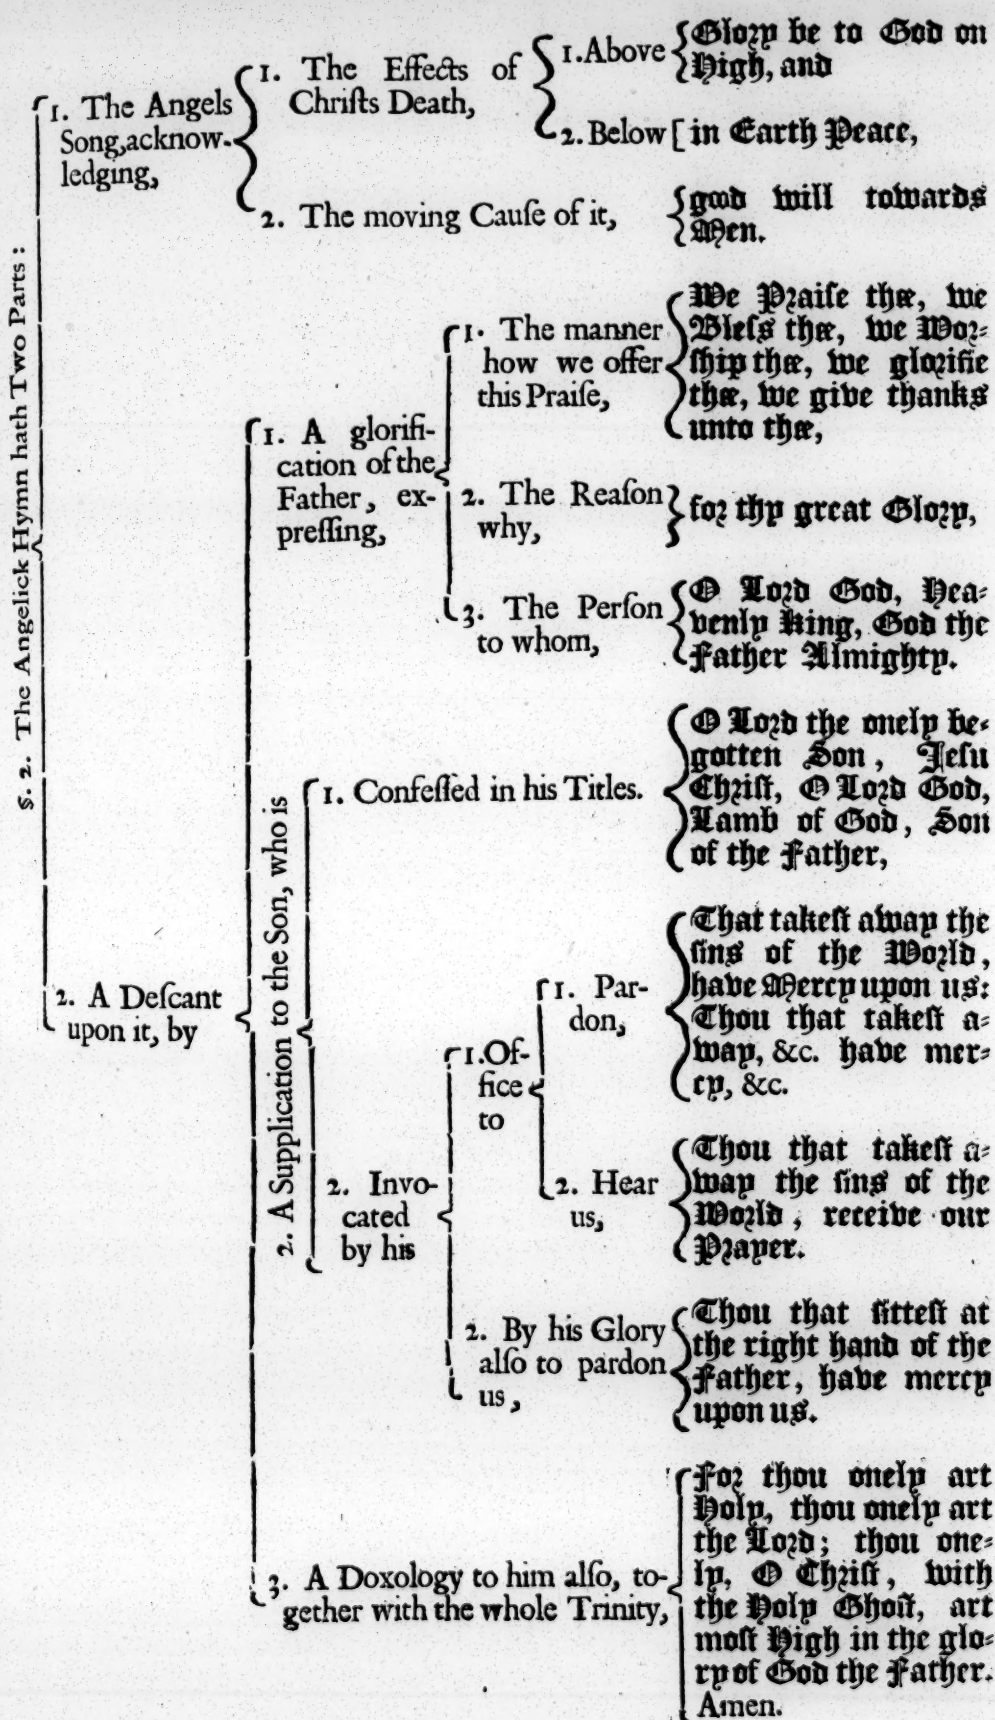 §. 2. The Angelick Hymn hath Two Parts :
1. The Angels
Song,acknow-
ledging,
1. The Effects of
Chriſts Death,
1. Above
Glory be to God on
High, and
2. Below [ in Earth Peace,
2. The moving Cauſe of it,
good will towards
Men.
2. A Deſcant
upon it, by
1. A glorifi-
cation of the
Father, ex-
preſſing,
1. The manner
how we offer
this Praiſe,
We Praiſe thee, we
Bleſs thee, we Wor-
ſhip thee, we glorifie
thee, we give thanks
unto thee,
2. The Reaſon
why,
for thy great Glory,
3. The Perſon
to whom,
O Lord God, Hea-
venly King, God the
Father Almighty.
2. A Supplication to the Son, who is
1. Confeſſed in his Titles.
O Lord the onely be-
gotten Son, Jeſu
Chriſt, O Lord God,
Lamb of God, Son
of the Father,
2. Invo-
cated
by his
1. Of-
fice
to
1. Par-
don,
That takeſt away the
ſins of the World,
have Mercy upon us:
Thou that takeſt a-
way, &c. have mer-
cy, &c.
2. Hear
us,
Thou that takeſt a-
way the ſins of the
World, receive our
Prayer.
2. By his Glory
alſo to pardon
us,
Thou that ſitteſt at
the right hand of the
Father, have mercy
upon us.
3. A Doxology to him alſo, to-
gether with the whole Trinity,
For thou onely art
Holy, thou onely art
the Lord; thou one-
ly, O Chriſt, with
the Holy Ghoſt, art
moſt High in the glo-
ry of God the Father.
Amen.